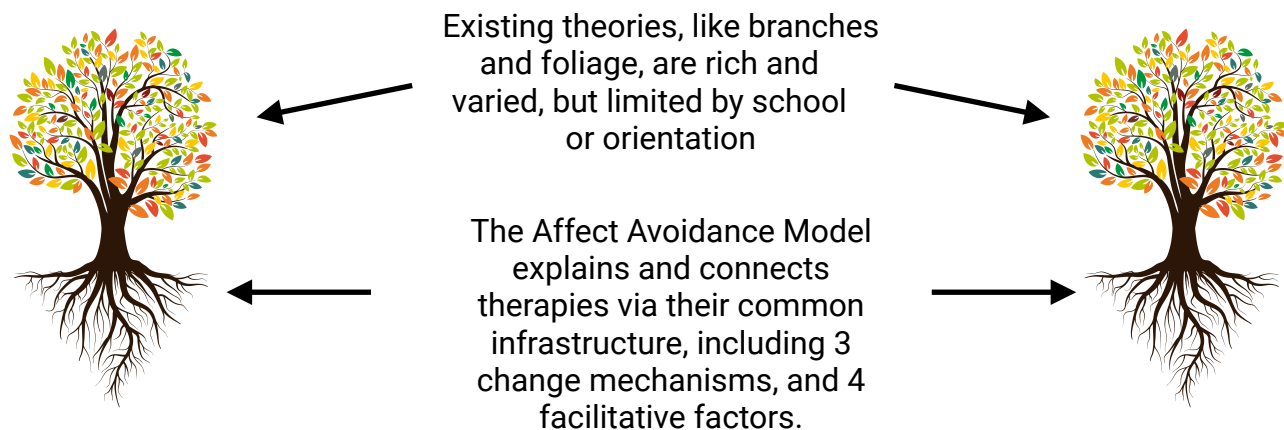 Existing theories, like branches
and foliage, are rich and
varied, but limited by school
or orientation
The Affect Avoidance Model
explains and connects
therapies via their common
infrastructure, including 3
change mechanisms, and 4
facilitative factors.